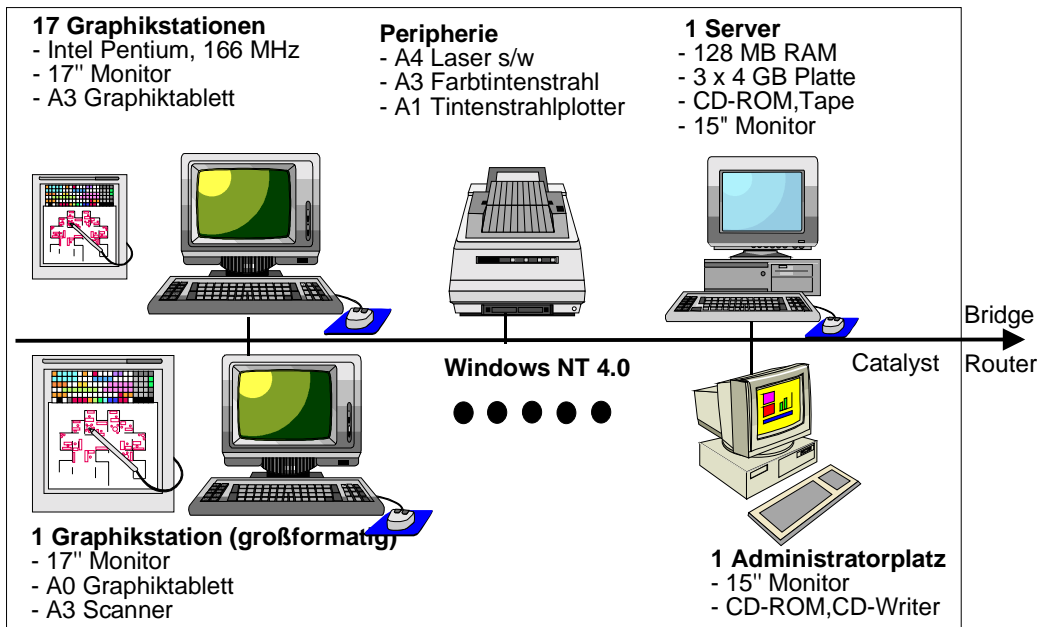 17 Graphikstationen
- Intel Pentium, 166 MHz
- 17" Monitor
- A3 Graphiktablett
Peripherie
- A4 Laser s/w
- A3 Farbtintenstrahl
- A1 Tintenstrahlplotter
1 Server
- 128 MB RAM
- 3 x 4 GB Platte
- CD-ROM,Tape
- 15" Monitor
Bridge
Windows NT 4.0
Catalyst
Router
1 Graphikstation (großformatig)
- 17" Monitor
- A0 Graphiktablett
- A3 Scanner
1 Administratorplatz
- 15" Monitor
- CD-ROM,CD-Writer